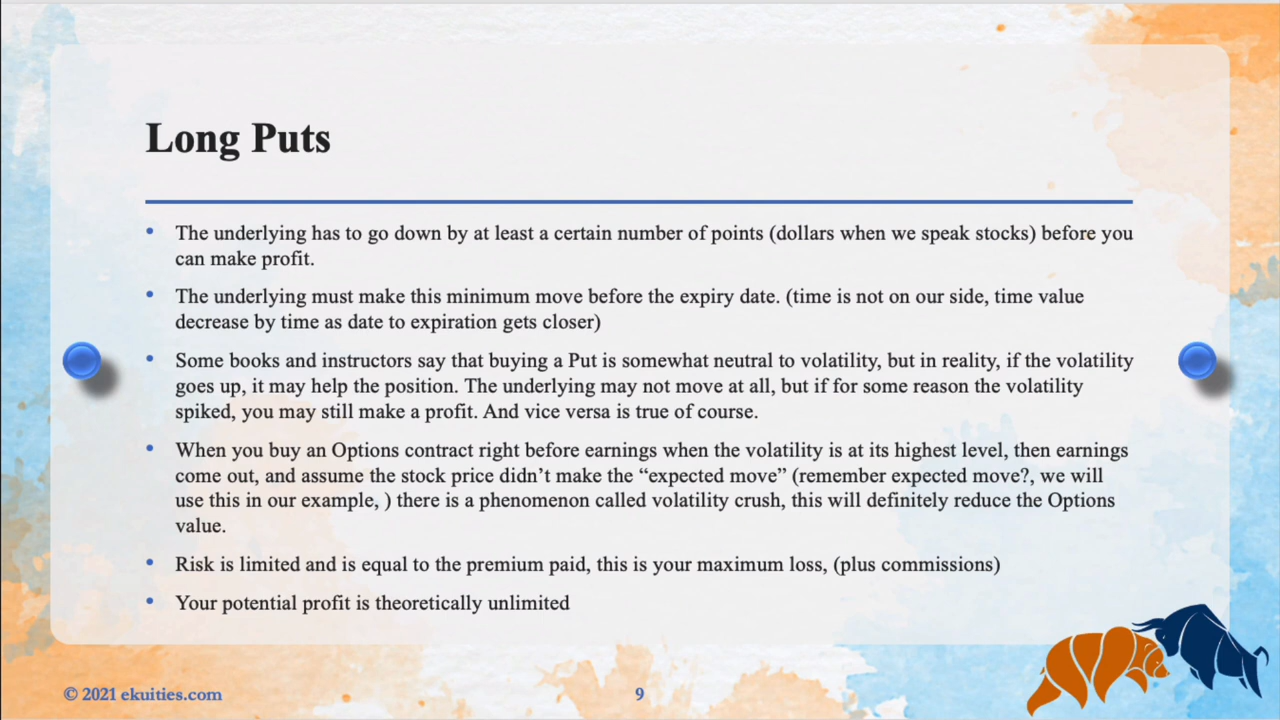 Long Puts
• The underlying has to go down by at least a certain number of points (dollars when we speak stocks) before you
can make profit.
• The underlying must make this minimum move before the expiry date. (time is not on our side, time value
decrease by time as date to expiration gets closer)
• Some books and instructors say that buying a Put is somewhat neutral to volatility, but in reality, if the volatility
goes up, it may help the position. The underlying may not move at all, but if for some reason the volatility
spiked, you may still make a profit. And vice versa is true of course.
• When you buy an Options contract right before earnings when the volatility is at its highest level, then earnings
come out, and assume the stock price didn’t make the “expected move” (remember expected move?, we will
use this in our example, ) there is a phenomenon called volatility crush, this will definitely reduce the Options
value.
• Risk is limited and is equal to the premium paid, this is your maximum loss, (plus commissions)
• Your potential profit is theoretically unlimited
© 2021 ekuities.com
9